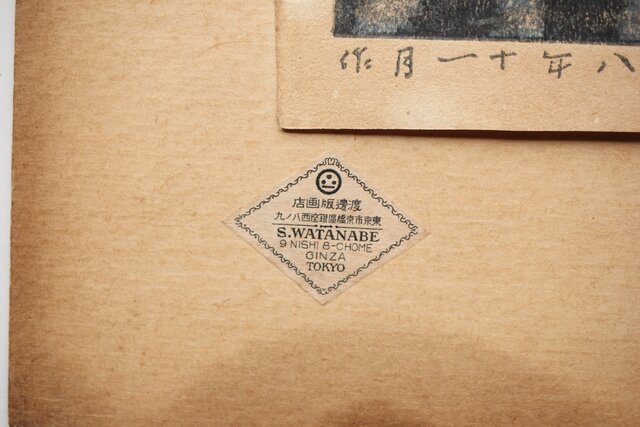 八年十一月作
渡邊版画店
東京市京橋區銀座西八ノ九
S.WATANABE
9 NISHI 8-CHOME
GINZA
TOKYO